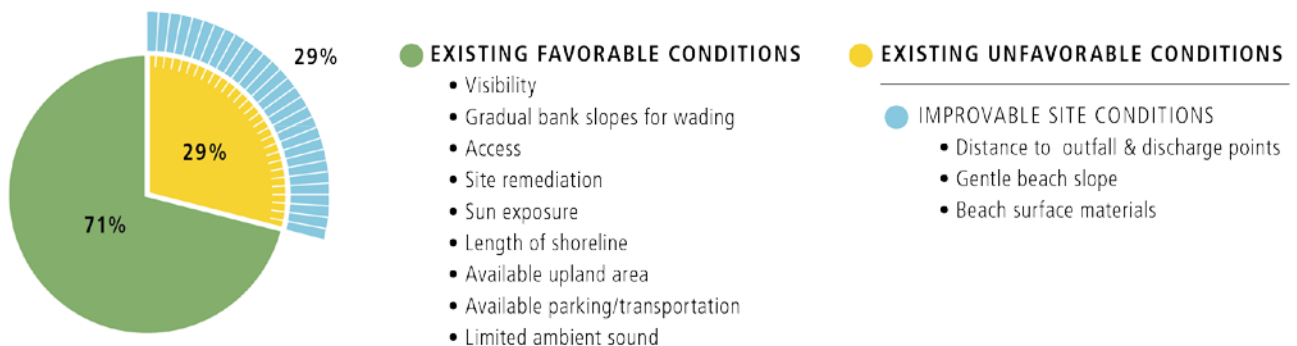 29%
29%
71%
EXISTING FAVORABLE CONDITIONS
• Visibility
• Gradual bank slopes for wading
• Access
• Site remediation
• Sun exposure
• Length of shoreline
• Available upland area
• Available parking/transportation
• Limited ambient sound
EXISTING UNFAVORABLE CONDITIONS
IMPROVABLE SITE CONDITIONS
• Distance to outfall & discharge points
• Gentle beach slope
• Beach surface materials